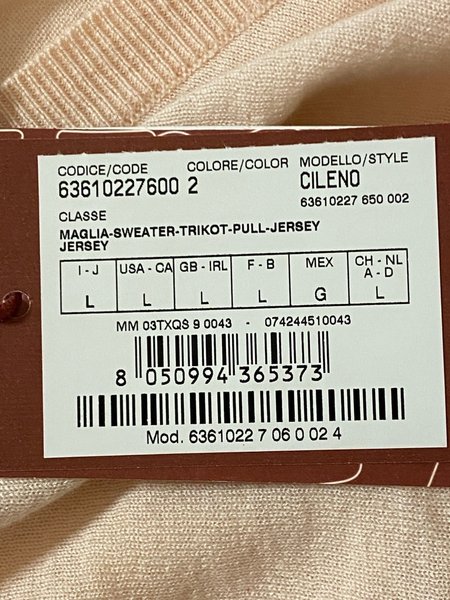 CODICE/CODE COLORE/COLOR MODELLO/STYLE
63610227600 2 CILENO
63610227 650 002
CLASSE
MAGLIA-SWEATER-TRIKOT-PULL-JERSEY
JERSEY
I - J USA - CA GB - IRL F - B MEX CH - NL A - D
L L L L G L
MM 03TXQS 9 0043 - 074244510043
8 050994 365373
Mod. 6361022 7 06 0 02 4